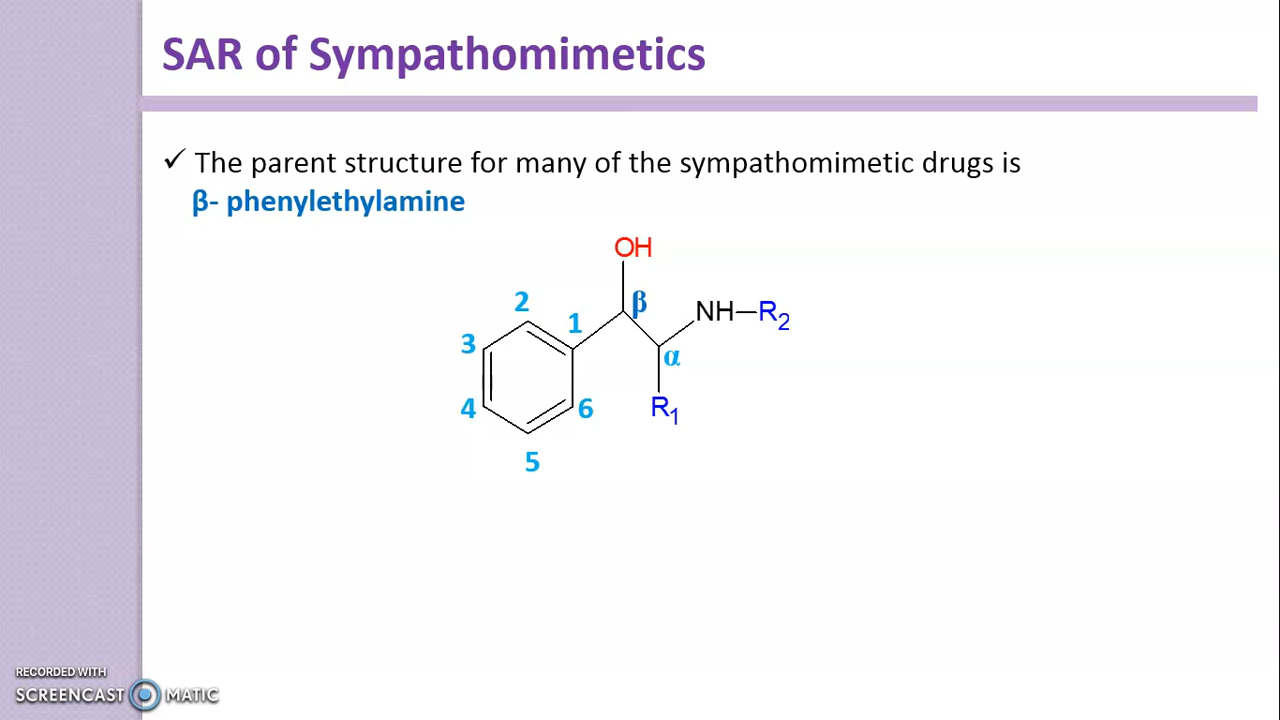 SAR of Sympathomimetics
✓ The parent structure for many of the sympathomimetic drugs is
β- phenylethylamine
OH
2
β
NH—R2
1
3
α
4
6
R1
5
RECORDED WITH
SCREENCAST MATIC